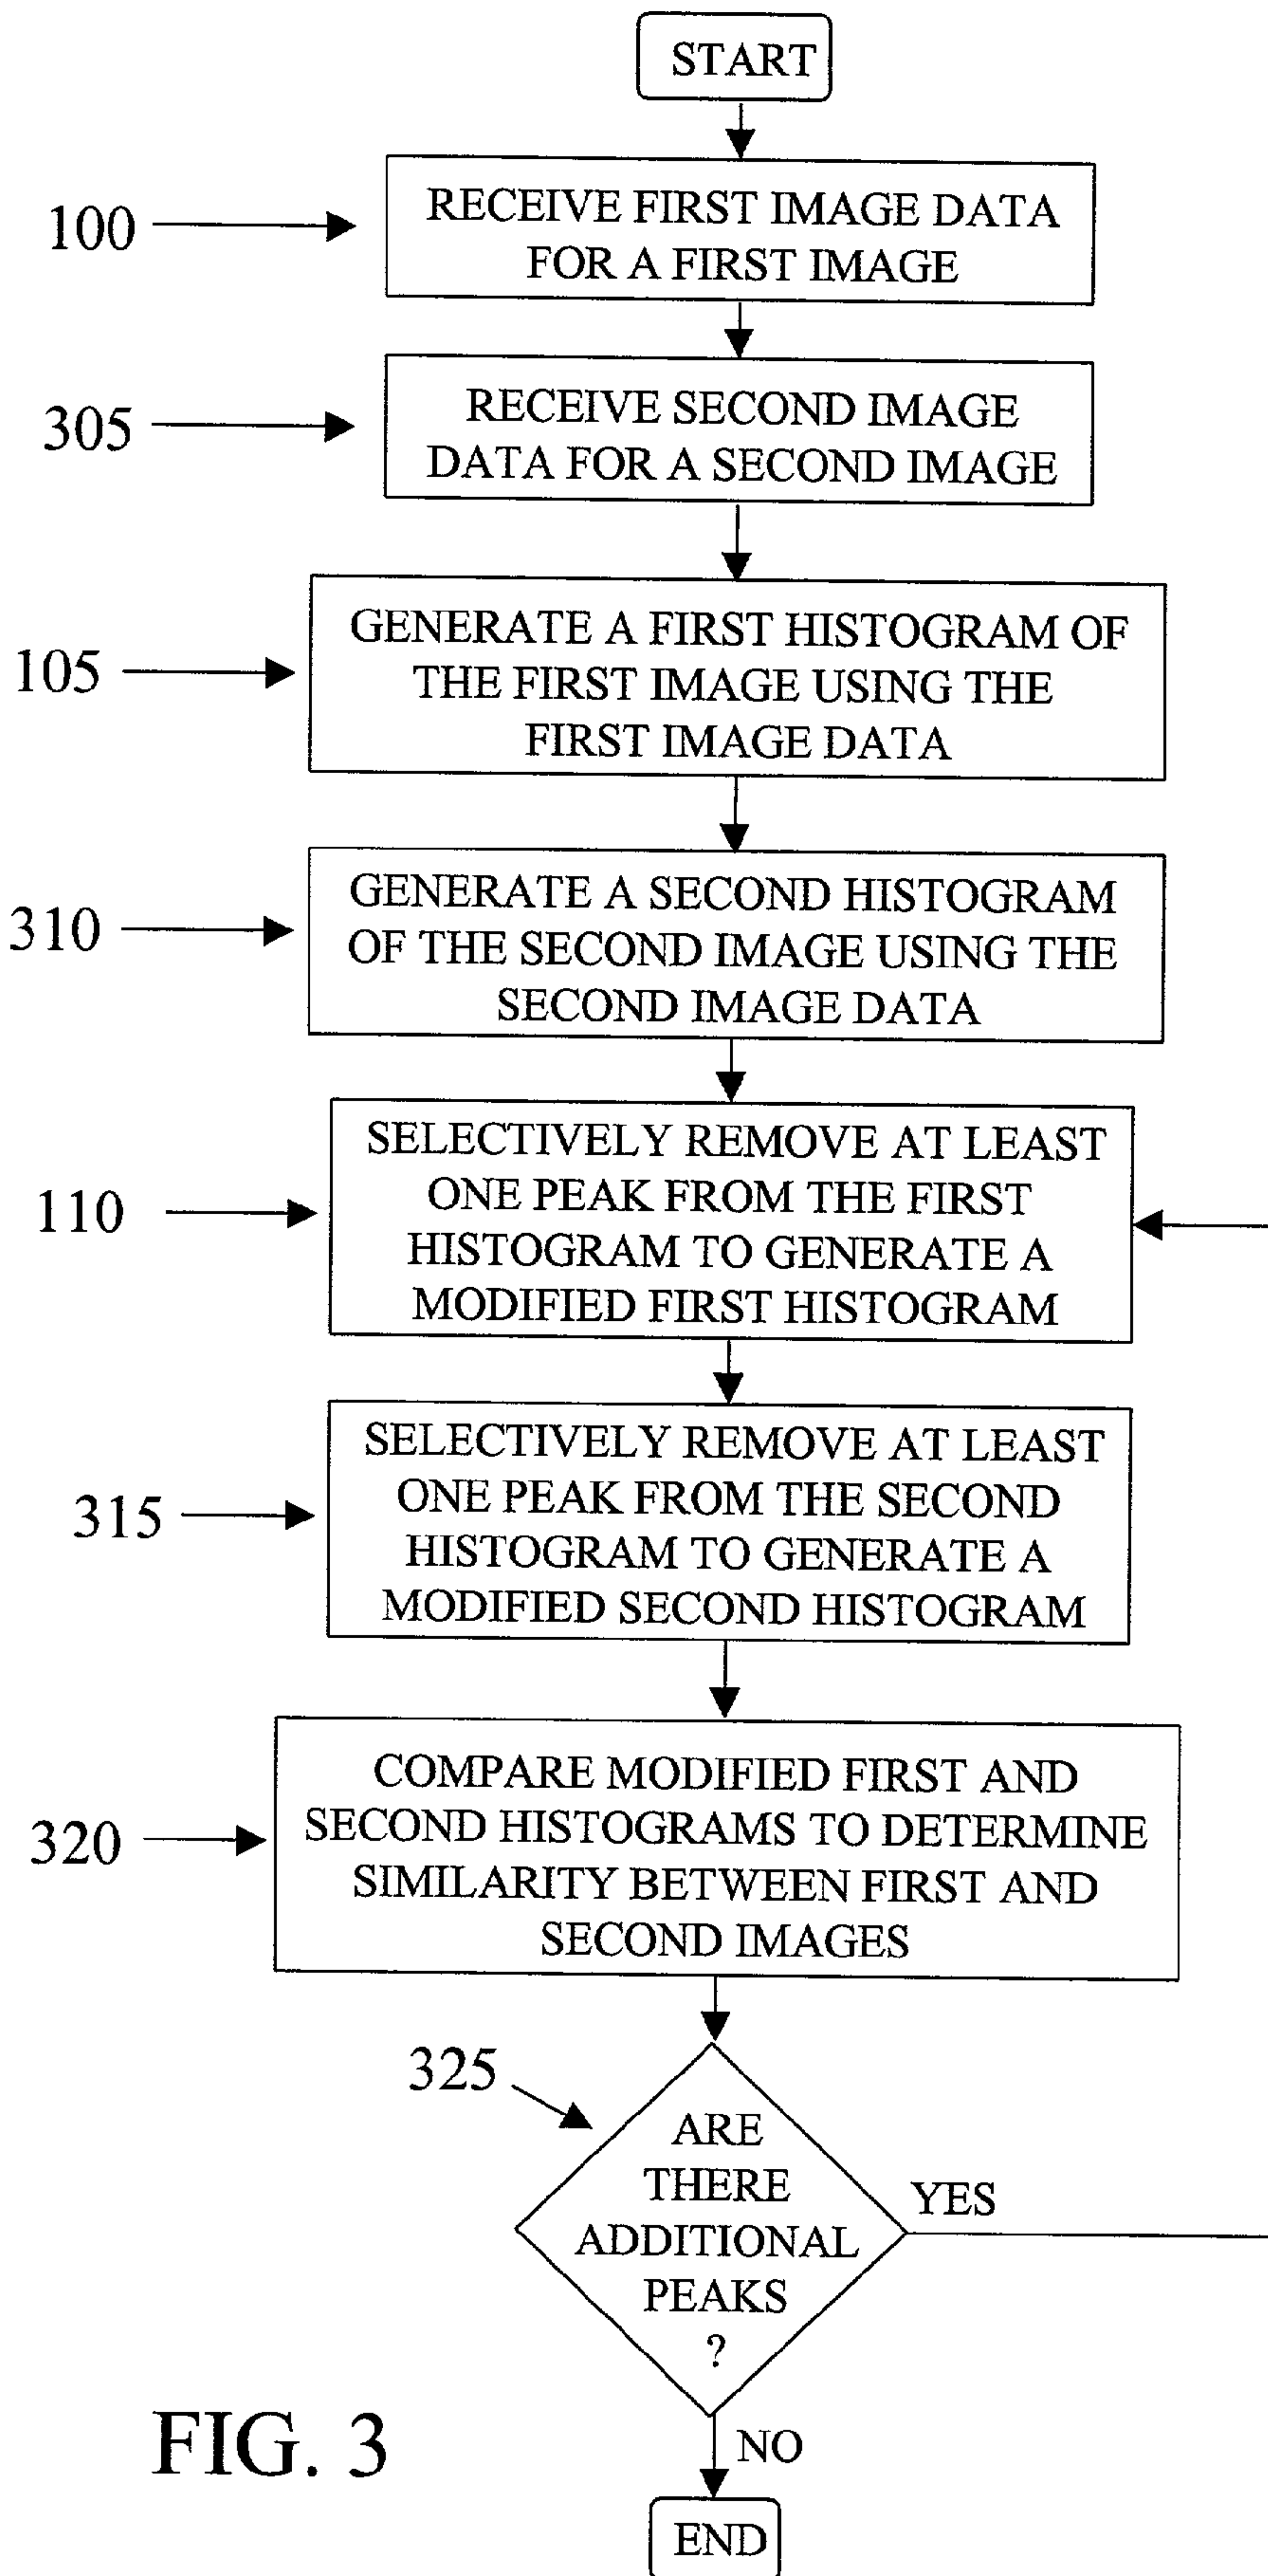 START
100
RECEIVE FIRST IMAGE DATA
FOR A FIRST IMAGE
305
RECEIVE SECOND IMAGE
DATA FOR A SECOND IMAGE
105
GENERATE A FIRST HISTOGRAM OF
THE FIRST IMAGE USING THE
FIRST IMAGE DATA
310
GENERATE A SECOND HISTOGRAM
OF THE SECOND IMAGE USING THE
SECOND IMAGE DATA
110
SELECTIVELY REMOVE AT LEAST
ONE PEAK FROM THE FIRST
HISTOGRAM TO GENERATE A
MODIFIED FIRST HISTOGRAM
315
SELECTIVELY REMOVE AT LEAST
ONE PEAK FROM THE SECOND
HISTOGRAM TO GENERATE A
MODIFIED SECOND HISTOGRAM
320
COMPARE MODIFIED FIRST AND
SECOND HISTOGRAMS TO DETERMINE
SIMILARITY BETWEEN FIRST AND
SECOND IMAGES
325
ARE
THERE
ADDITIONAL
PEAKS
?
YES
NO
END
FIG. 3